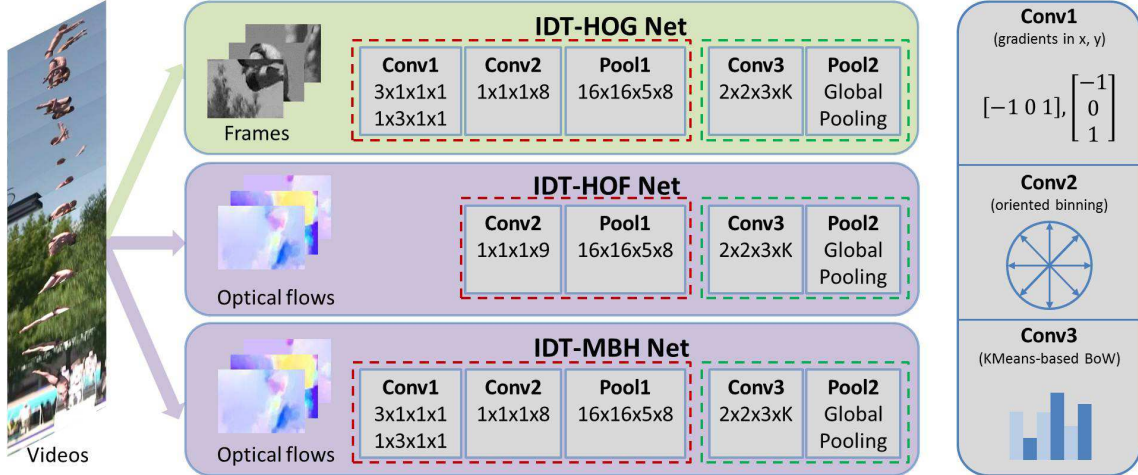 Videos
IDT-HOG Net
Frames
Conv1
3x1x1x1
1x3x1x1
Conv2
1x1x1x8
Pool1
16x16x5x8
Conv3
2x2x3xK
Pool2
Global
Pooling
IDT-HOF Net
Optical flows
Conv2
1x1x1x9
Pool1
16x16x5x8
Conv3
2x2x3xK
Pool2
Global
Pooling
IDT-MBH Net
Optical flows
Conv1
3x1x1x1
1x3x1x1
Conv2
1x1x1x8
Pool1
16x16x5x8
Conv3
2x2x3xK
Pool2
Global
Pooling
Conv1
(gradients in x, y)
[−1 0 1], [−1
0
1]
Conv2
(oriented binning)
Conv3
(KMeans-based BoW)